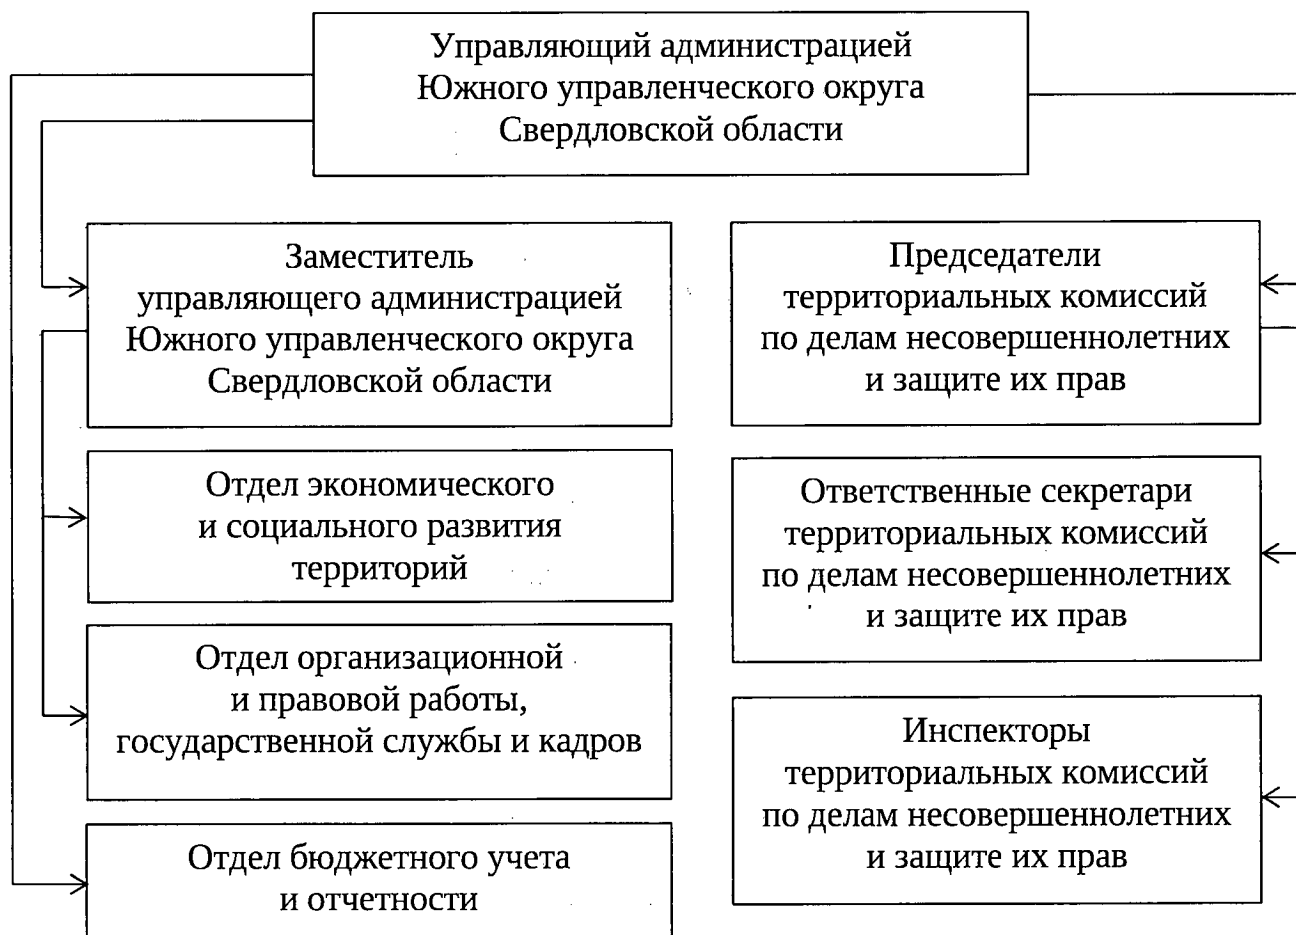 Управляющий администрацией
Южного управленческого округа
Свердловской области
Заместитель
управляющего администрацией
Южного управленческого округа
Свердловской области
Отдел экономического
и социального развития
территорий
Отдел организационной
и правовой работы,
государственной службы и кадров
Отдел бюджетного учета
и отчетности
Председатели
территориальных комиссий
по делам несовершеннолетних
и защите их прав
Ответственные секретари
территориальных комиссий
по делам несовершеннолетних
и защите их прав
Инспекторы
территориальных комиссий
по делам несовершеннолетних
и защите их прав